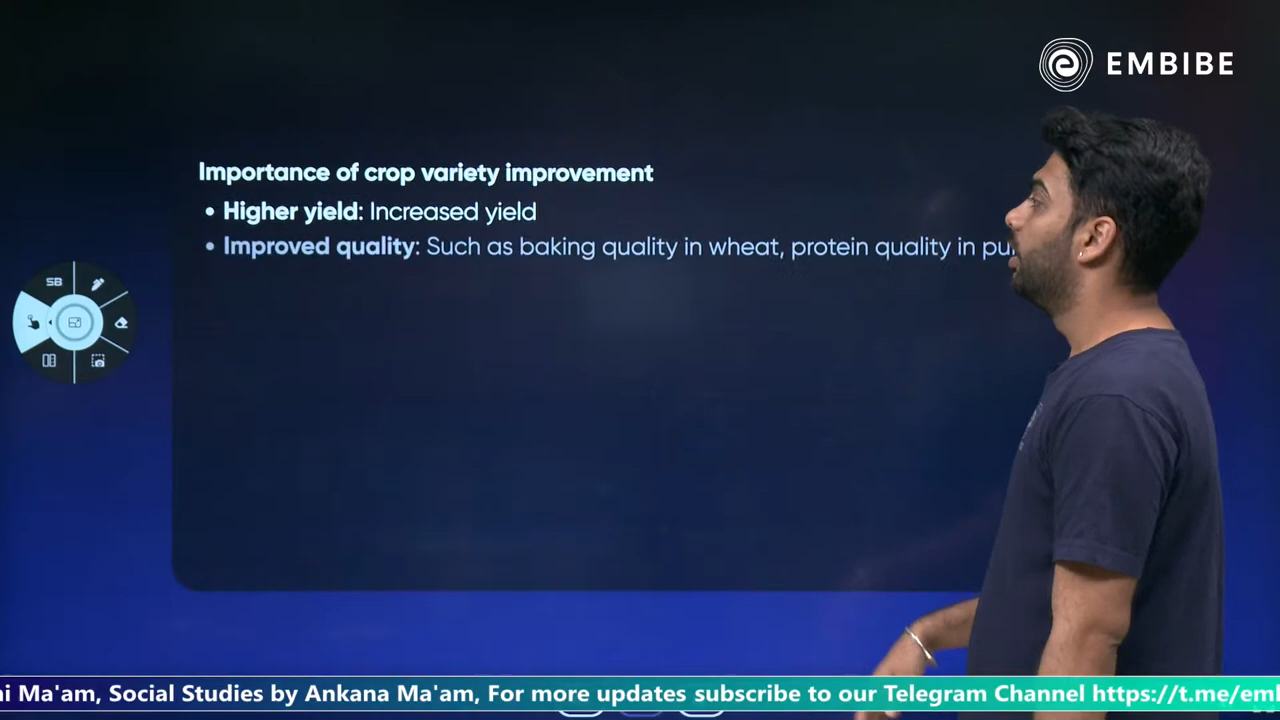 EMBIBE
Importance of crop variety improvement
• Higher yield: Increased yield
• Improved quality: Such as baking quality in wheat, protein quality in
SB
Ma'am, Social Studies by Ankana Ma'am, For more updates subscribe to our Telegram Channel